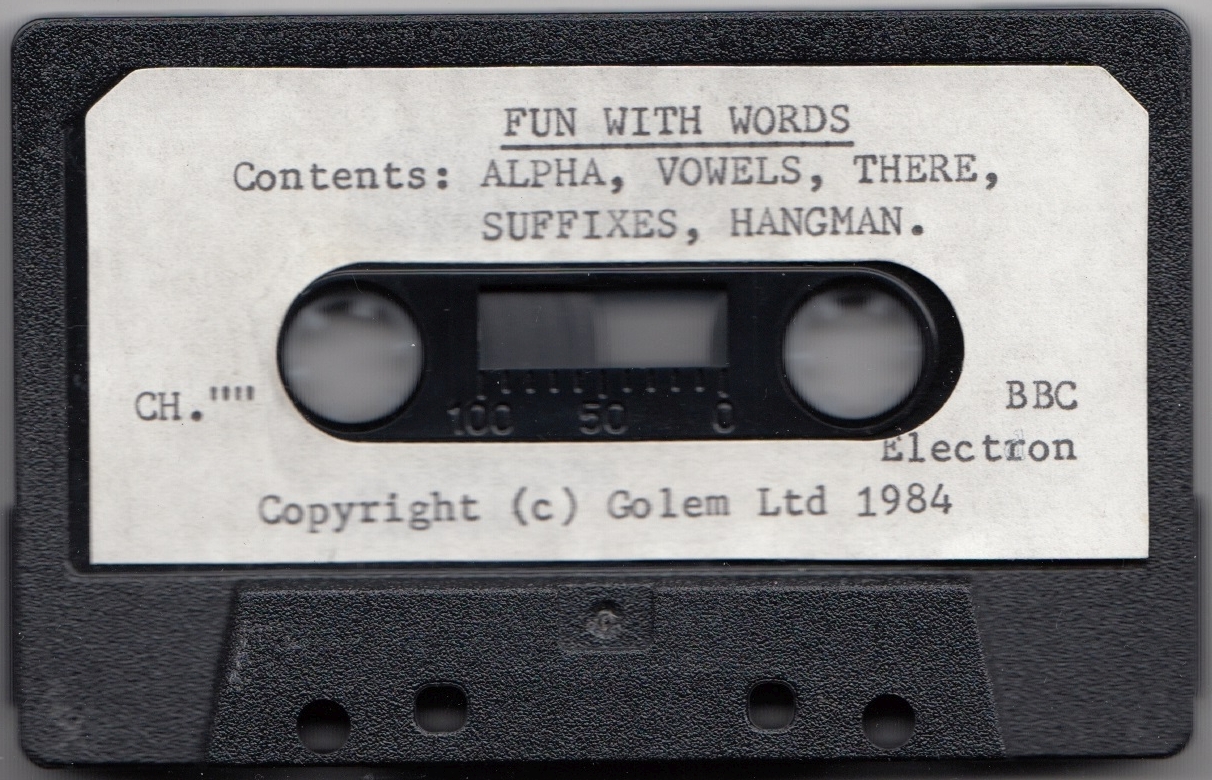 FUN WITH WORDS
Contents: ALPHA, VOWELS, THERE,
SUFFIXES, HANGMAN.
CH.""
100 50 0
BBC
Electron
Copyright (c) Golem Ltd 1984